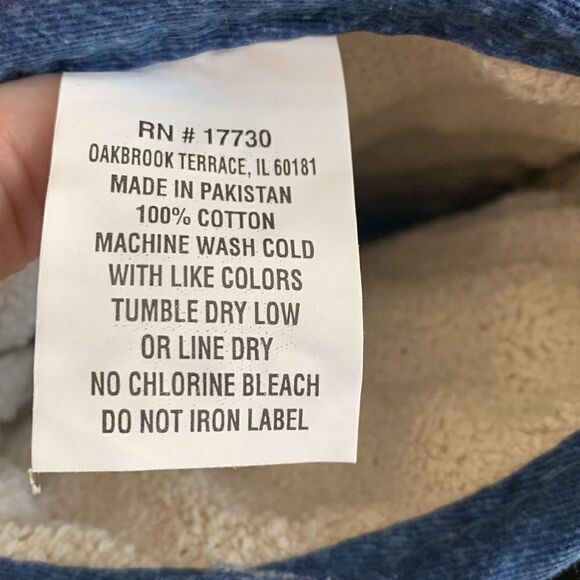 RN # 17730
OAKBROOK TERRACE, IL 60181
MADE IN PAKISTAN
100% COTTON
MACHINE WASH COLD
WITH LIKE COLORS
TUMBLE DRY LOW
OR LINE DRY
NO CHLORINE BLEACH
DO NOT IRON LABEL